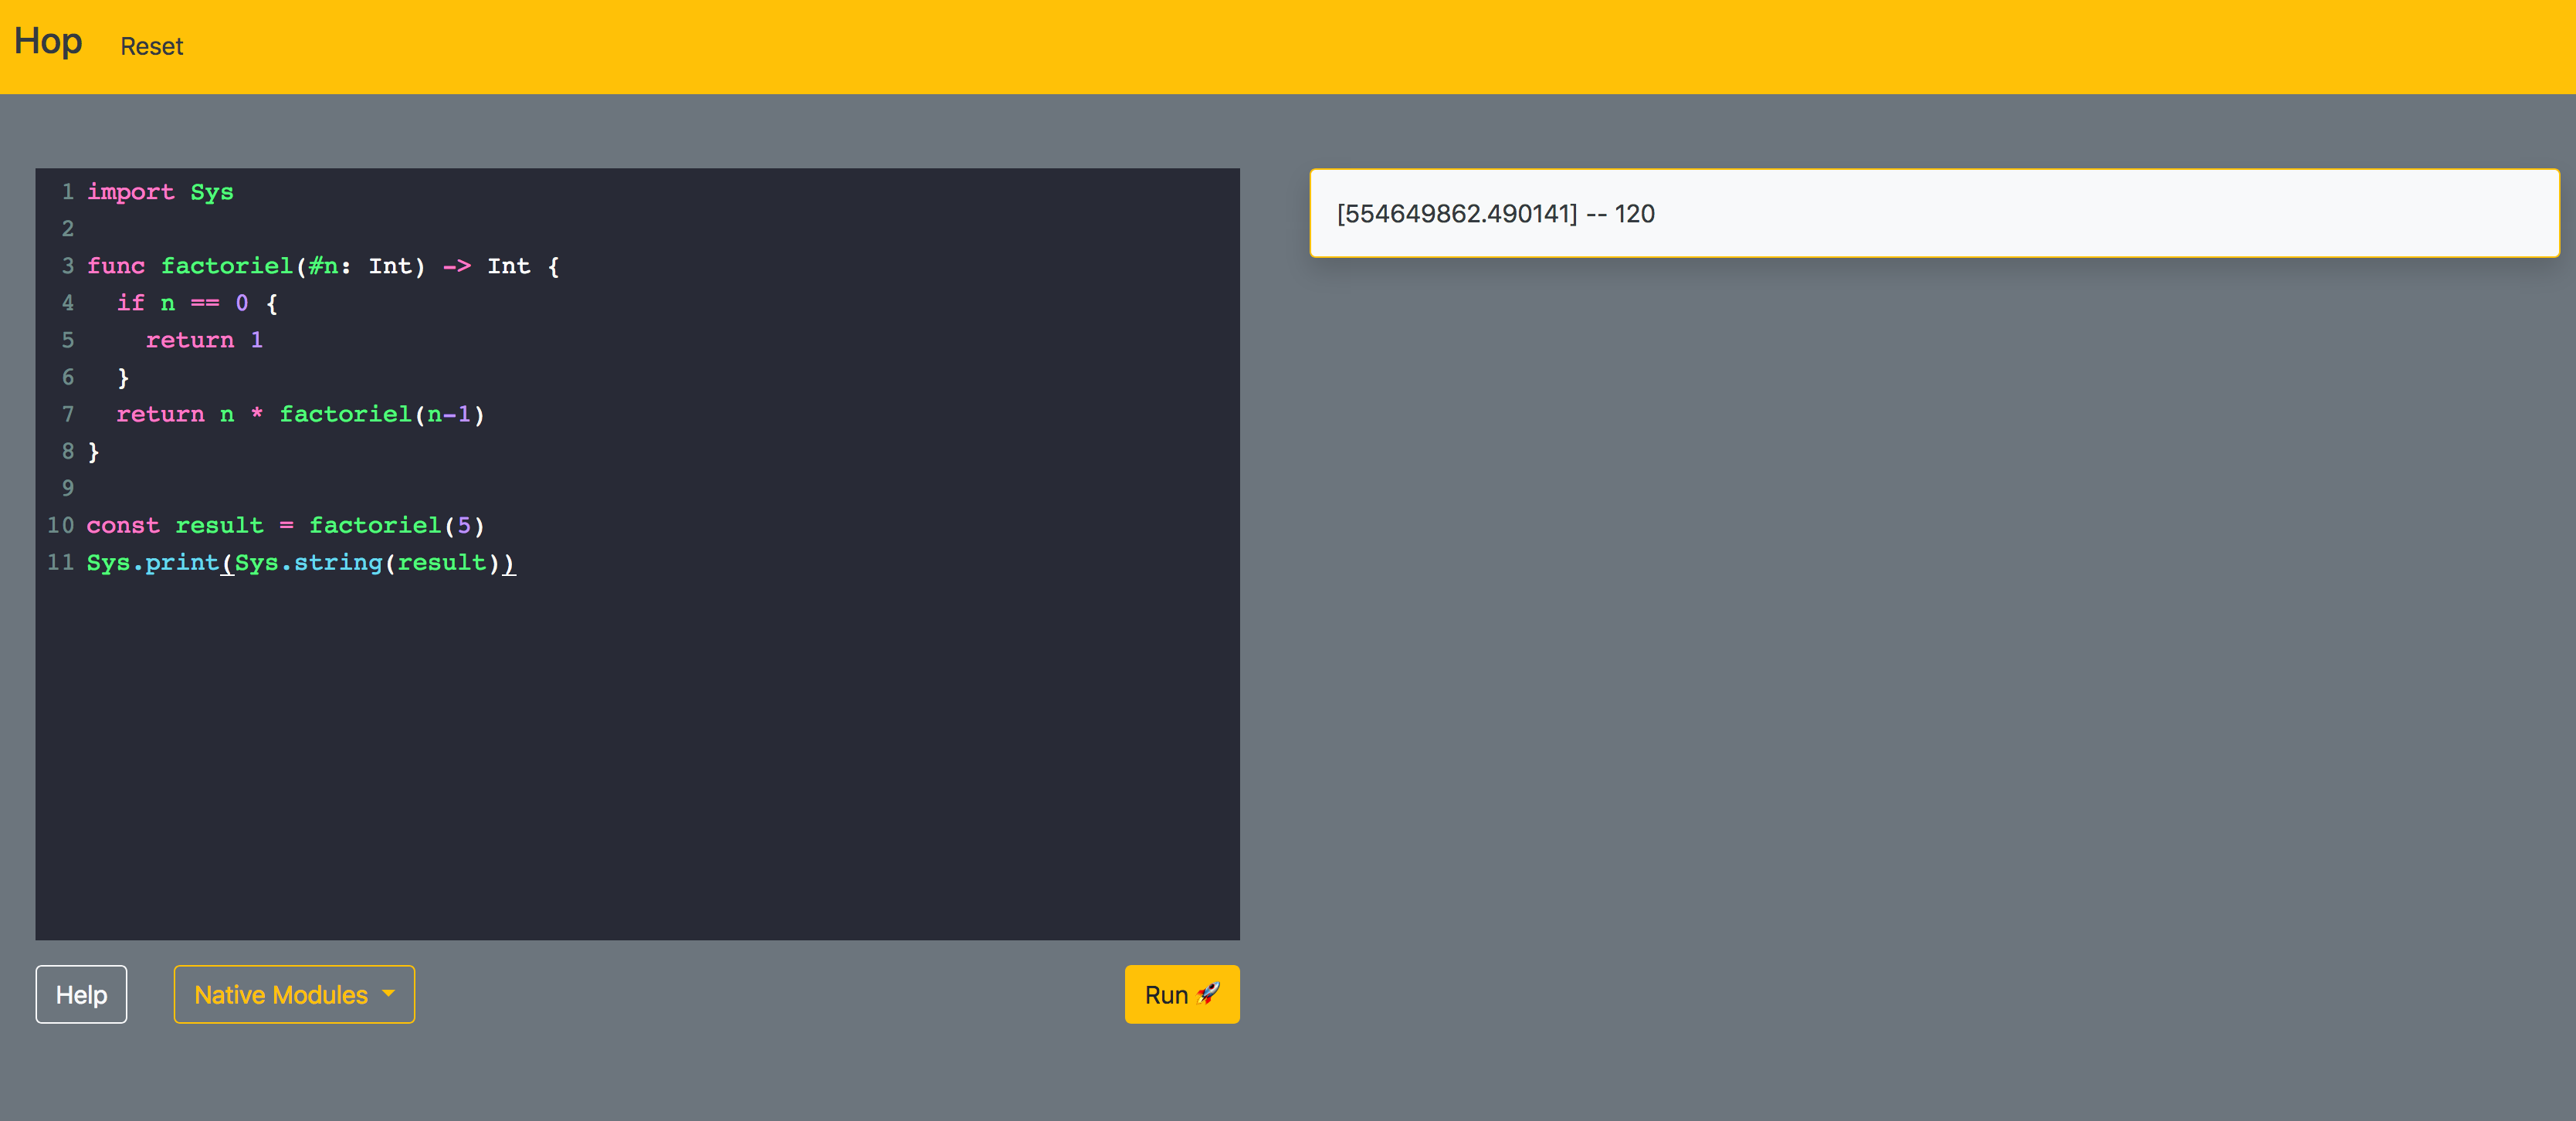 Hop Reset
1 import Sys
2
3 func factoriel(#n: Int) -> Int {
4   if n == 0 {
5     return 1
6   }
7   return n * factoriel(n-1)
8 }
9
10 const result = factoriel(5)
11 Sys.print(Sys.string(result))
[554649862.490141] -- 120
Help Native Modules Run 🚀